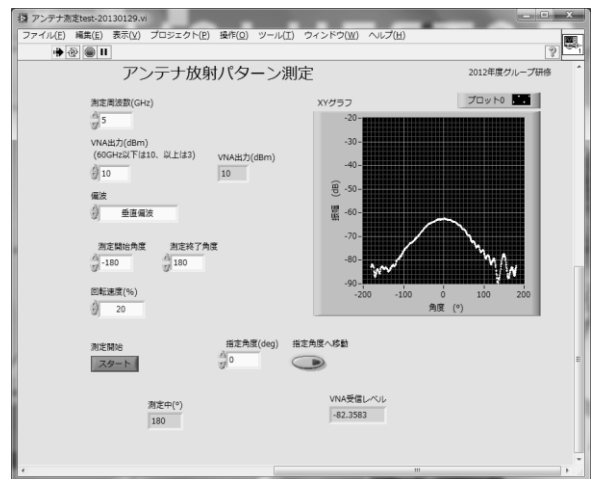 アンテナ測定test-20130129.vi
ファイル(F) 編集(E) 表示(V) プロジェクト(P) 操作(O) ツール(T) ウィンドウ(W) ヘルプ(H)
アンテナ放射パターン測定
2012年度グループ研修
測定周波数(GHz)
5
VNA出力(dBm)
(60GHz以下は10、以上は3)
10
VNA出力(dBm)
10
偏波
垂直偏波
測定開始角度 測定終了角度
-180 180
回転速度(%)
20
XYグラフ
プロット0
振幅 (dB)
-20
-30
-40
-50
-60
-70
-80
-90
-200 -100 0 100 200
角度 (°)
測定開始
スタート
指定角度(deg) 指定角度へ移動
0
測定中(°)
180
VNA受信レベル
-82.3583